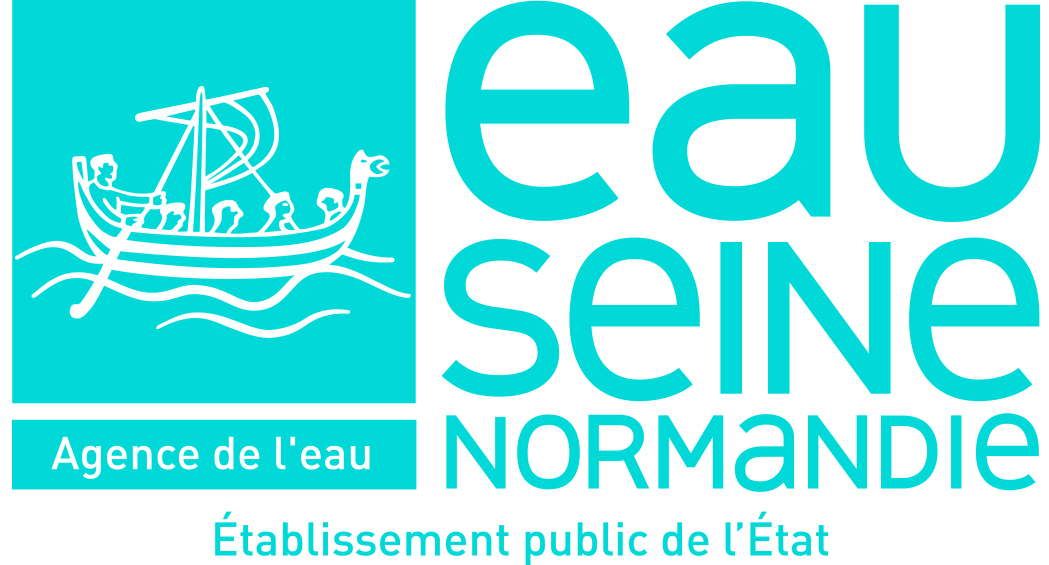 eau
SeINe
NORMaNDIe
Agence de l'eau
Établissement public de l’État